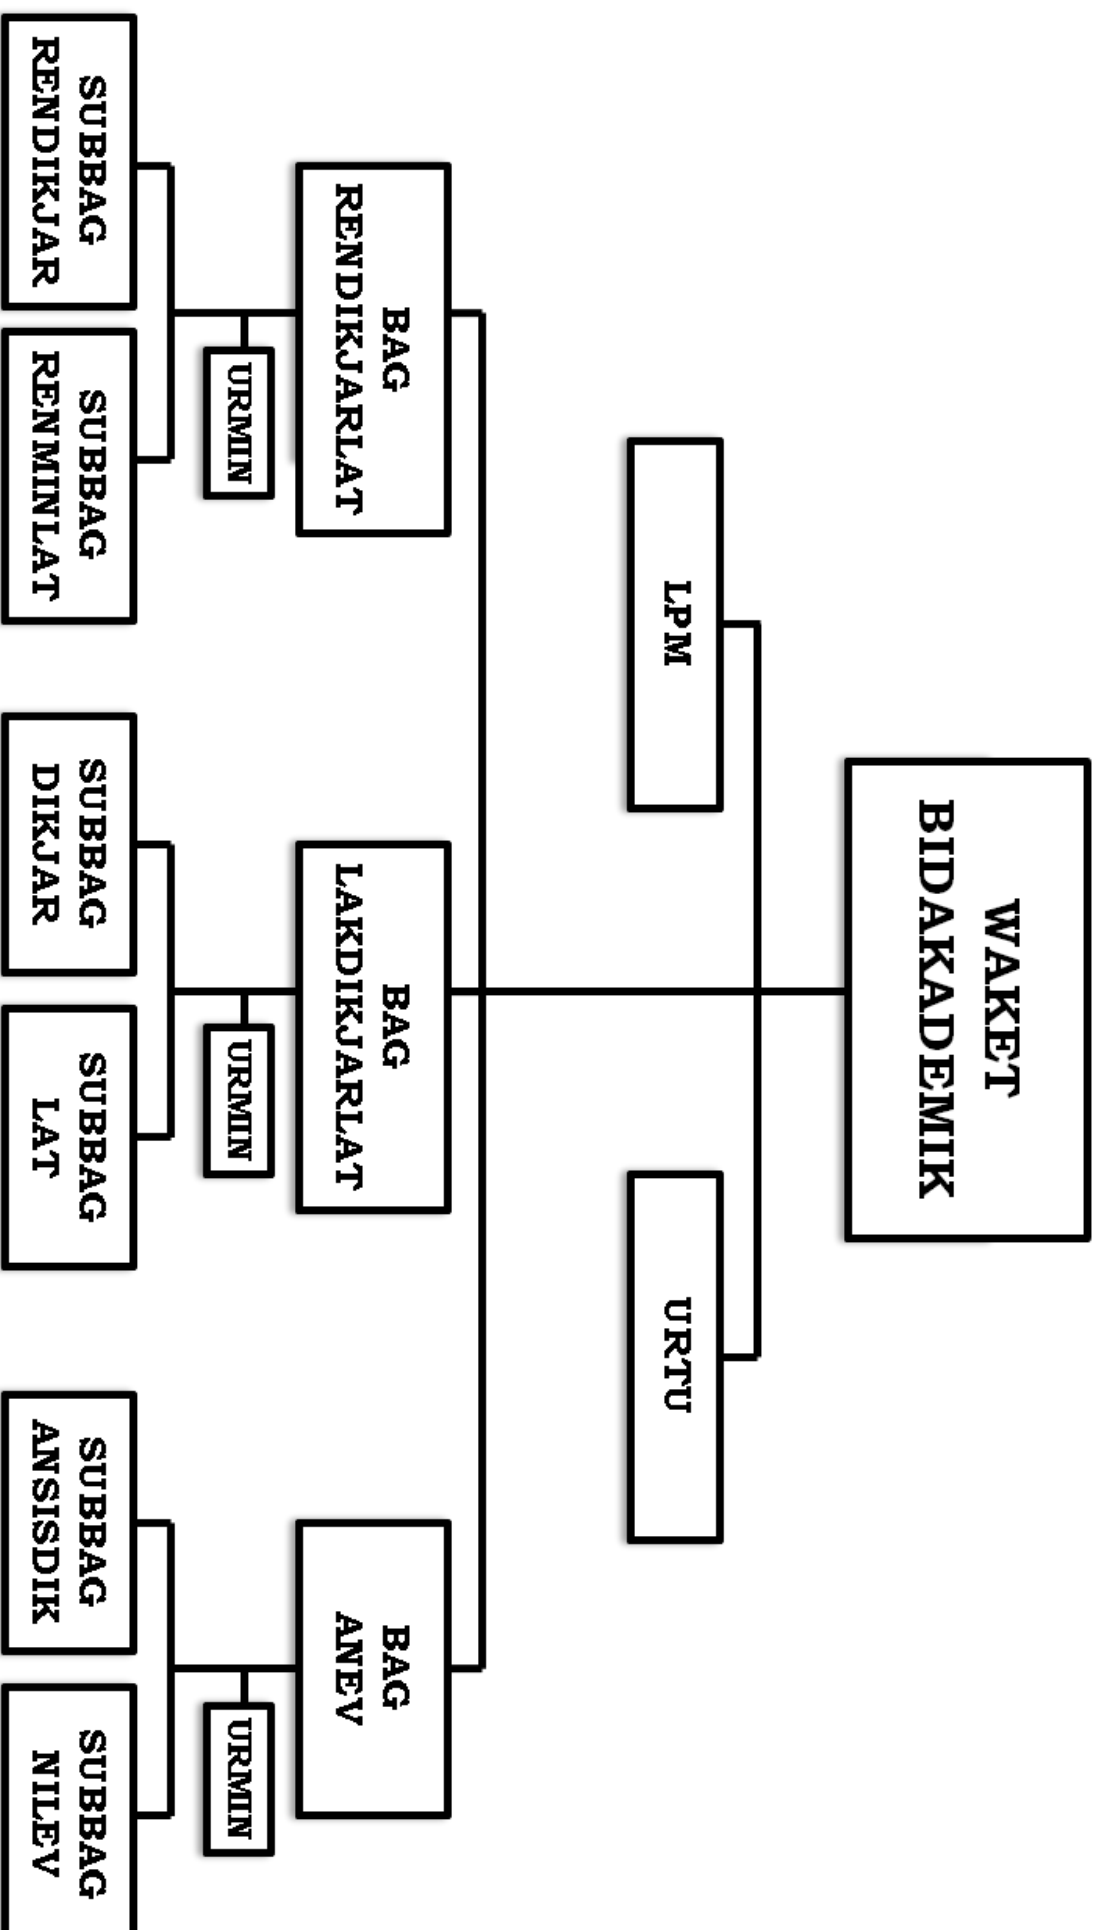 WAKET
BIDAKADEMIK
LPM
URTU
BAG
RENDIKJARLAT
BAG
LAKDIKJARLAT
BAG
ANEV
URMIN
URMIN
URMIN
SUBBAG
RENDIKJAR
SUBBAG
RENMINLAT
SUBBAG
DIKJAR
SUBBAG
LAT
SUBBAG
ANSISDIK
SUBBAG
NILEV